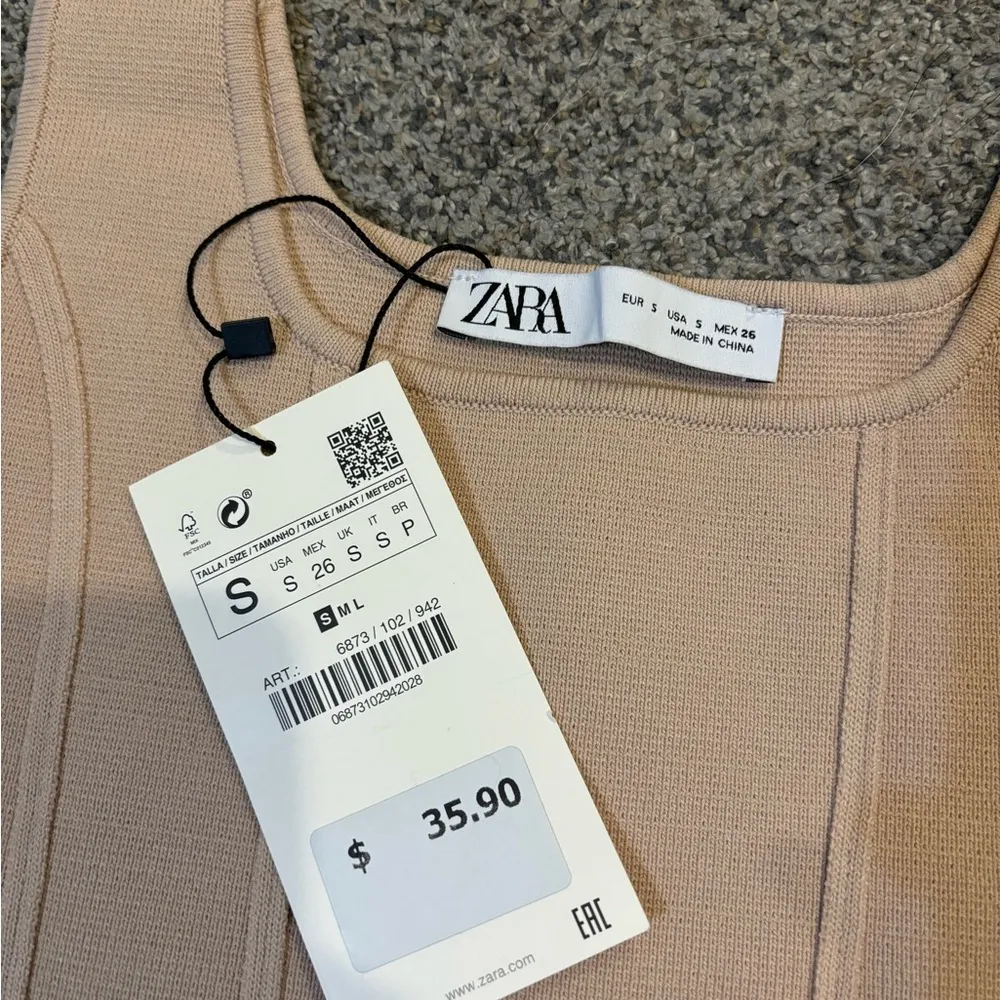 ZARA
EUR S USA S MEX 26
MADE IN CHINA
®
FSC
MIX
TALLA / SIZE / TAMANHO / TAILLE / MAAT / ΜΕΓΕΘΟΣ
USA MEX UK IT BR
S S 26 S S P
S M L
6873 / 102 / 942
ART.:
06873102942028
35.90
$
EAC
www.zara.com